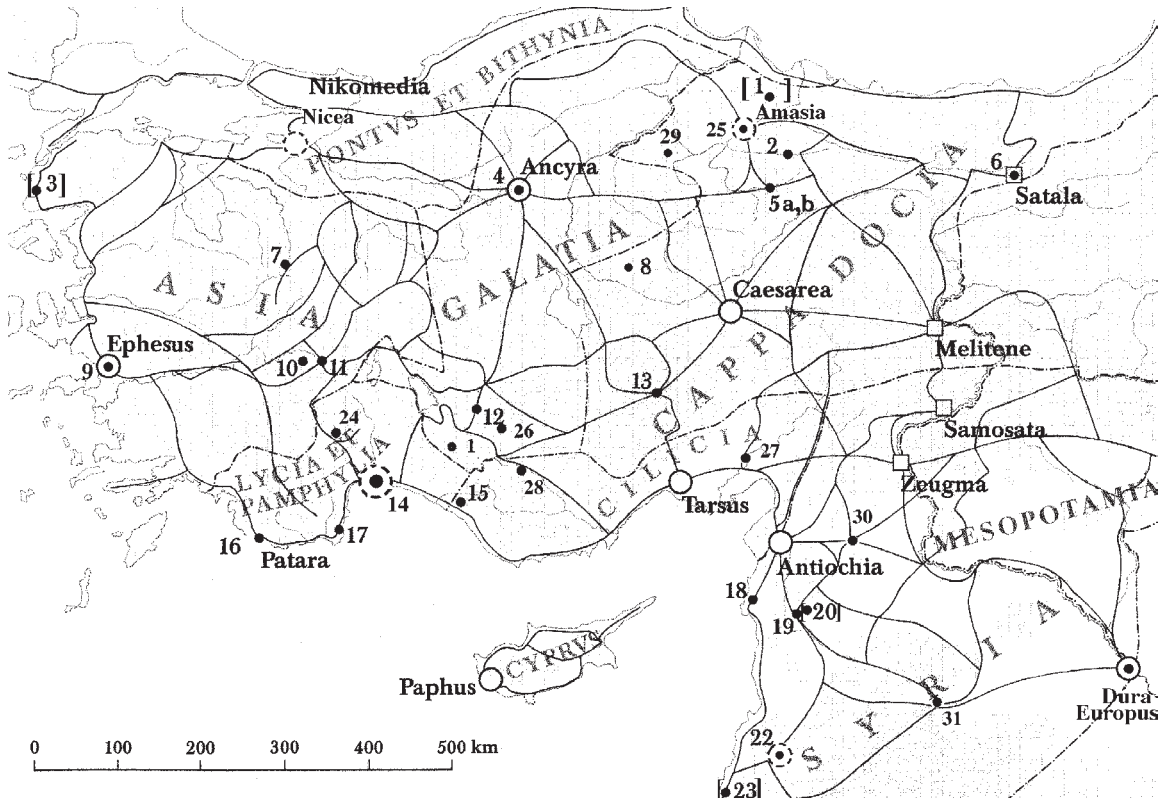 PONTVS ET BITHYNIA
Nikomedia
Nicea
[ 1 ]
Amasia
25
29
2
[ 3 ]
Ancyra
4
5a,b
6
Satala
CAPPADOCIA
GALATIA
ASIA
7
8
Caesarea
Melitene
Ephesus
9
10
11
13
12
26
Samosata
24
1
CILICIA
27
LYCIA ET
PAMPHYLIA
14
15
28
Tarsus
Zeugma
MESOPOTAMIA
16
Patara
17
30
Antiochia
18
19
[20]
SYRIA
CYPRVS
Paphus
Dura
Europus
31
22
[23]
0 100 200 300 400 500 km